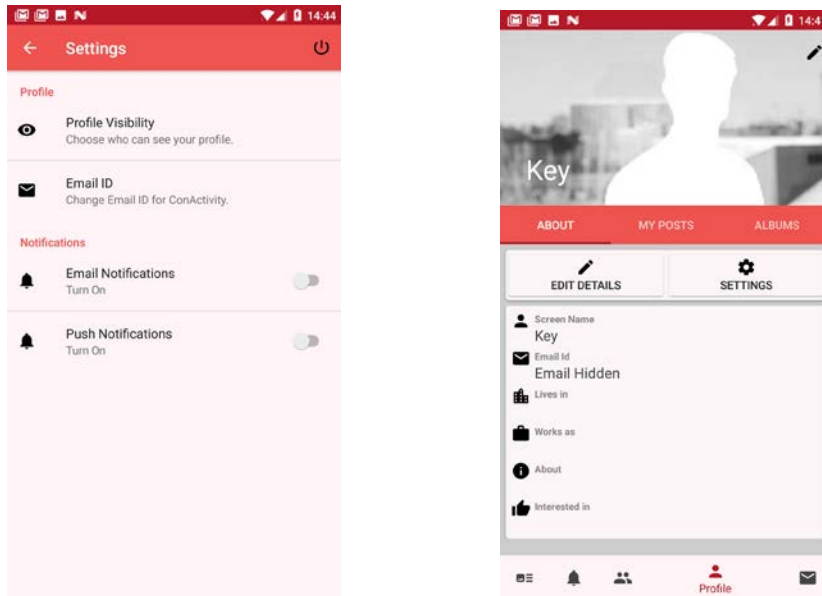 14:44
Settings
Profile
Profile Visibility
Choose who can see your profile.
Email ID
Change Email ID for ConActivity.
Notifications
Email Notifications
Turn On
Push Notifications
Turn On
14:4
Key
ABOUT
MY POSTS
ALBUMS
EDIT DETAILS
SETTINGS
Screen Name
Key
Email Id
Email Hidden
Lives in
Works as
About
Interested in
Profile